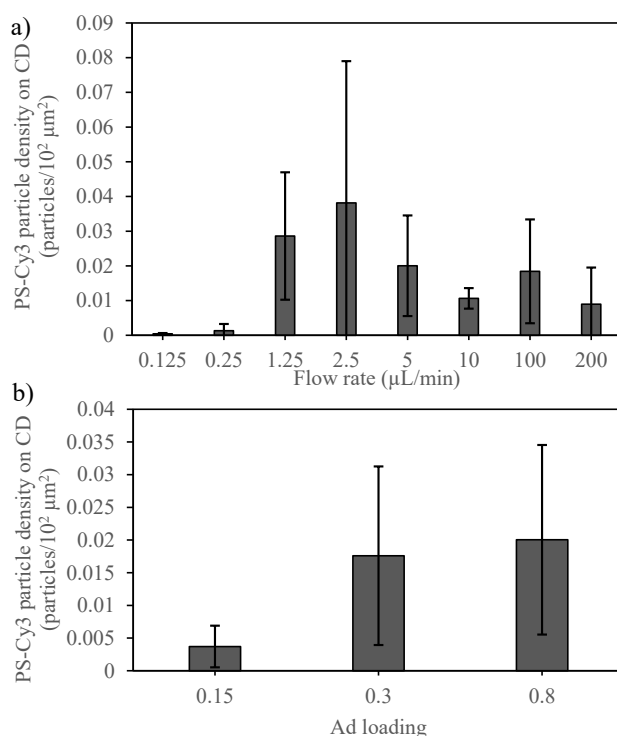 a)
PS-Cy3 particle density on CD
(particles/10² µm²)
0.09
0.08
0.07
0.06
0.05
0.04
0.03
0.02
0.01
0
0.125 0.25 1.25 2.5 5 10 100 200
Flow rate (µL/min)
b)
PS-Cy3 particle density on CD
(particles/10² µm²)
0.04
0.035
0.03
0.025
0.02
0.015
0.01
0.005
0
0.15 0.3 0.8
Ad loading